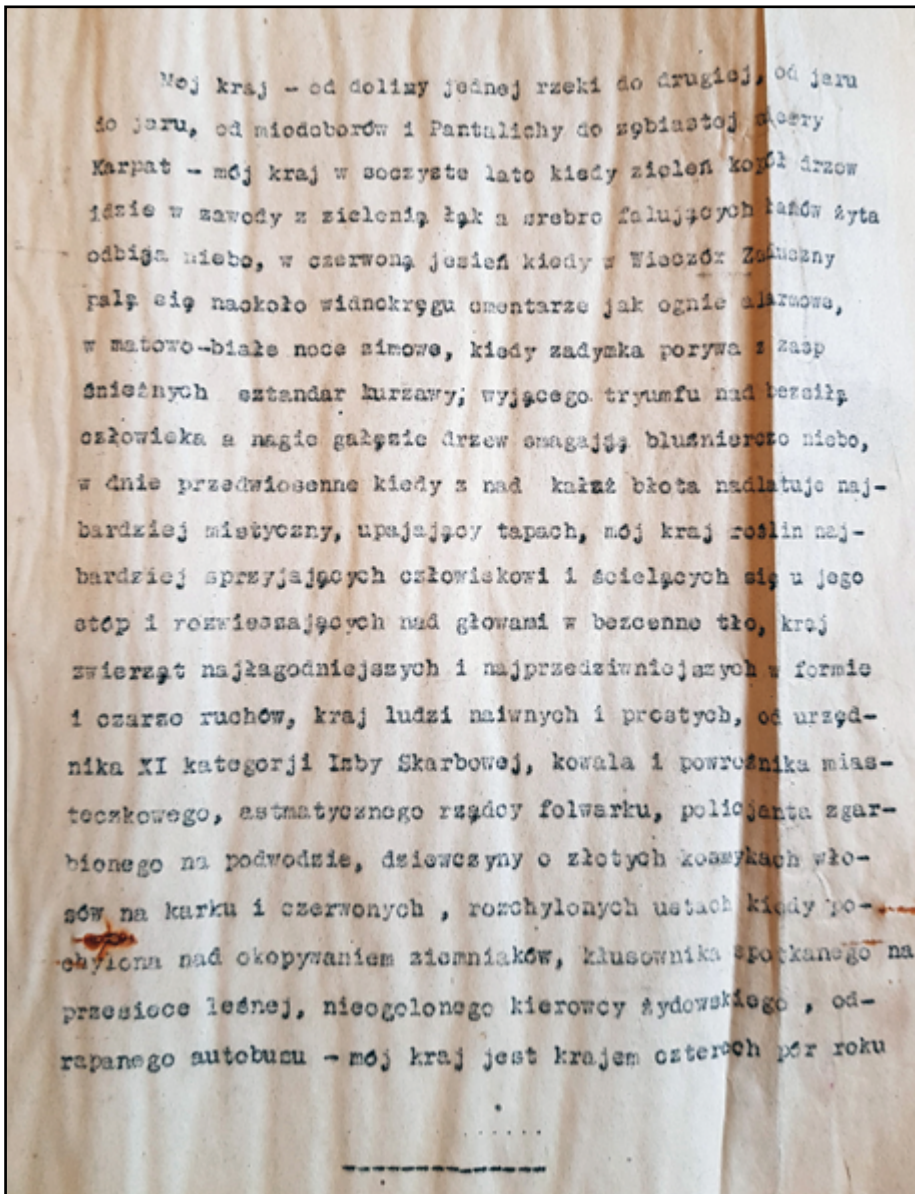 Mój kraj - od doliny jednej rzeki do drugiej, od jaru
do jaru, od miodoborów i Pantalichy do zębiastej siery
Karpat - mój kraj w soczyste lato kiedy zieleń kopół drzew
idzie w zawody z zielenią łąk a srebro falujących łanów żyta
odbija niebo, w czerwoną jesień kiedy w Wieczór Zaduszny
palą się naokoło widnokręgu cmentarze jak ognie alarmowe,
w matowo-białe noce zimowe, kiedy zadymka porywa z zasp
śnieżnych sztandar kurzawy, wyjącego tryumfu nad bezsiłą
człowieka a nagie gałęzie drzew smagają bluśnierczo niebo,
w dnie przedwiosenne kiedy z nad kałuż błota nadlatuje naj-
bardziej mistyczny, upajający zapach, mój kraj roślin naj-
bardziej sprzyjających człowiekowi i ścielących się u jego
stóp i rozwieszających nad głowami w bezcenne tło, kraj
zwierząt najłagodniejszych i najprzedziwniejszych w formie
i czarze ruchów, kraj ludzi naiwnych i prostych, od urzęd-
nika XI kategorji Izby Skarbowej, kowala i powroźnika mias-
teczkowego, astmatycznego rządcy folwarku, policjanta zgar-
bionego na podwodzie, dziewczyny o złotych kosmykach wło-
sów na karku i czerwonych , rozchylonych ustach kiedy po-
chylona nad okopywaniem ziemniaków, kłusownika spotkanego na
przesiece leśnej, nieogolonego kierowcy żydowskiego , od-
rapanego autobusu - mój kraj jest krajem czterech pór roku